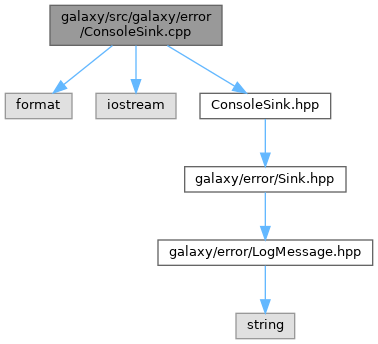 galaxy/src/galaxy/error
/ConsoleSink.cpp
format
iostream
ConsoleSink.hpp
galaxy/error/Sink.hpp
galaxy/error/LogMessage.hpp
string